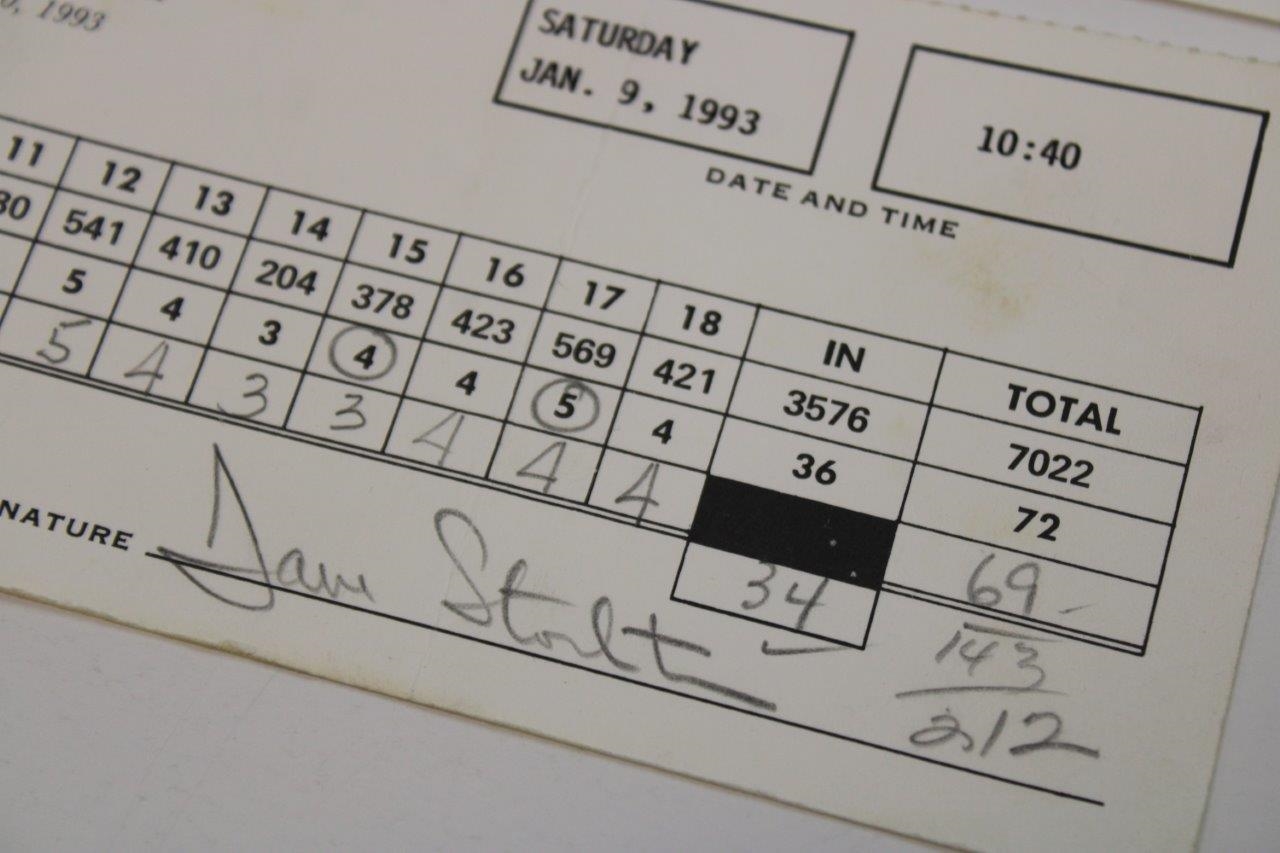 0, 1993
SATURDAY
JAN. 9, 1993
10:40
DATE AND TIME
11 12 13 14 15 16 17 18 IN TOTAL
30 541 410 204 378 423 569 421 3576 7022
5 4 3 4 4 5 4 36 72
5 4 3 3 4 4 4 34 69
143
212
NATURE